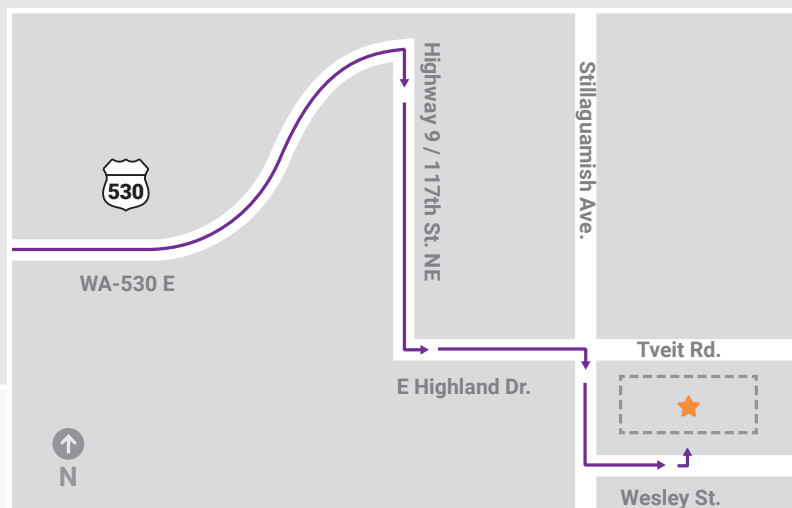 Highway 9 / 117th St. NE
Stillaguamish Ave.
530
WA-530 E
Tveit Rd.
E Highland Dr.
N
Wesley St.